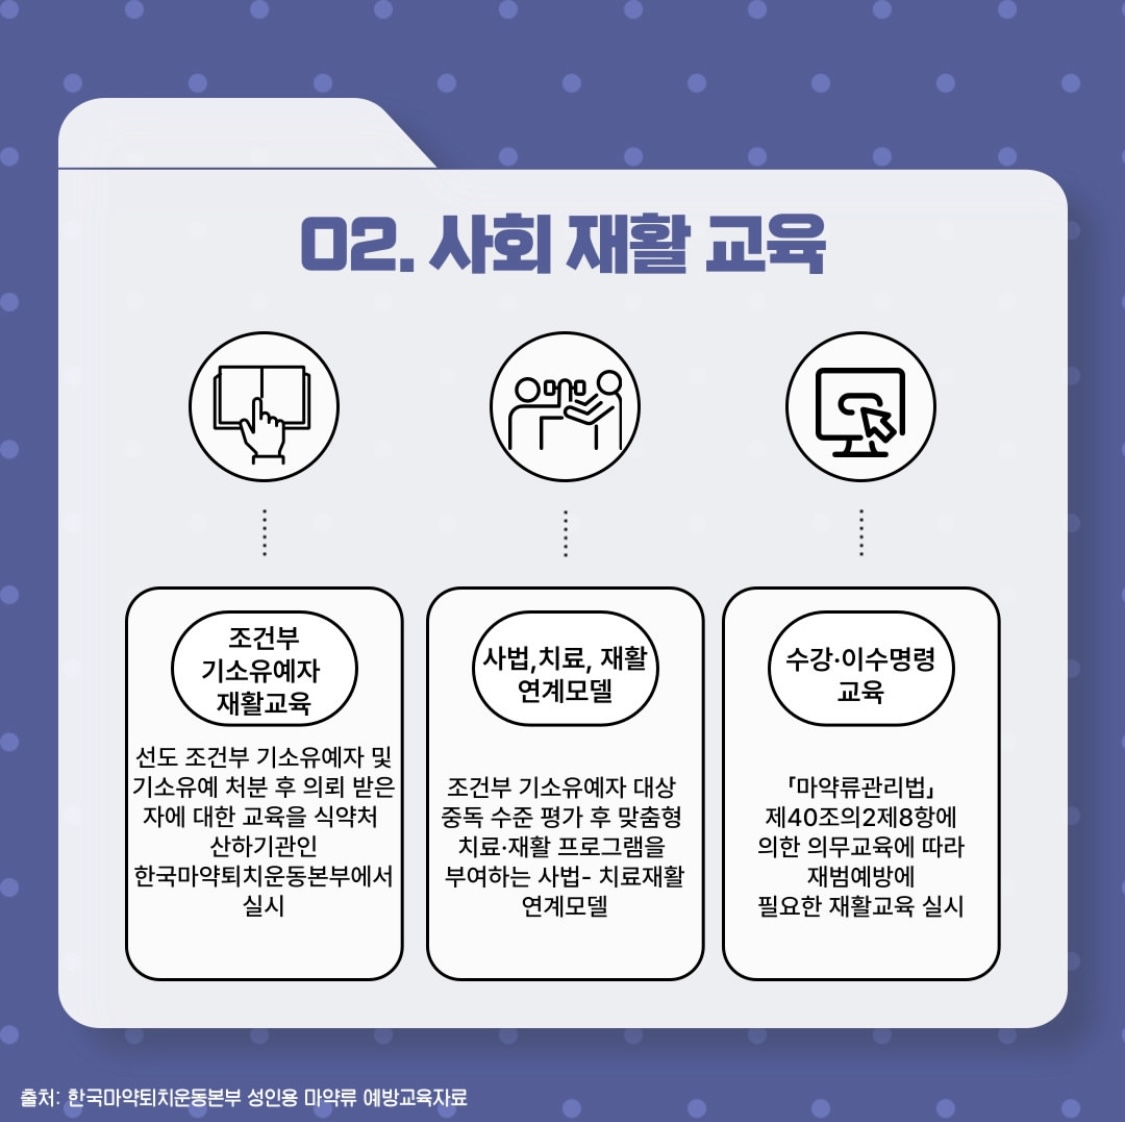 02. 사회 재활 교육
조건부
기소유예자
재활교육
선도 조건부 기소유예자 및
기소유예 처분 후 의뢰 받은
자에 대한 교육을 식약처
산하기관인
한국마약퇴치운동본부에서
실시
사법,치료, 재활
연계모델
조건부 기소유예자 대상
중독 수준 평가 후 맞춤형
치료·재활 프로그램을
부여하는 사법- 치료재활
연계모델
수강·이수명령
교육
「마약류관리법」
제40조의2제8항에
의한 의무교육에 따라
재범예방에
필요한 재활교육 실시
출처: 한국마약퇴치운동본부 성인용 마약류 예방교육자료